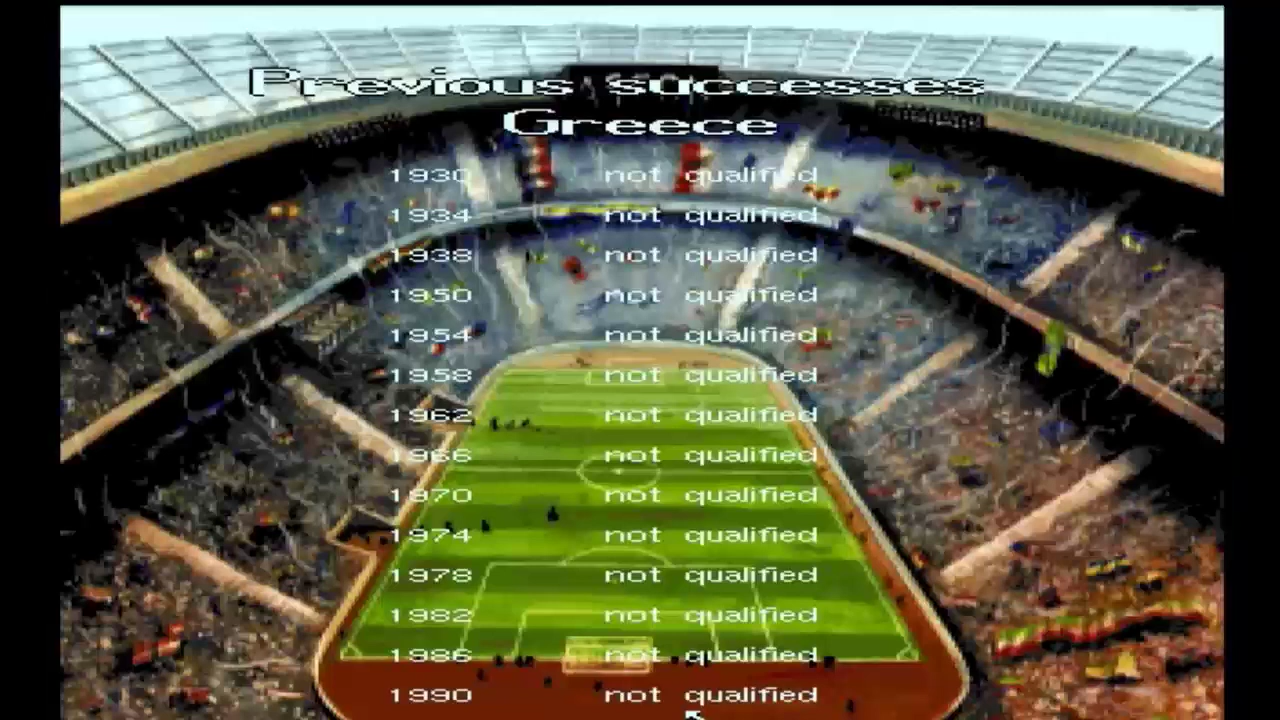 Previous successes
Greece
1930 not qualified
1934 not qualified
1938 not qualified
1950 not qualified
1954 not qualified
1958 not qualified
1962 not qualified
1966 not qualified
1970 not qualified
1974 not qualified
1978 not qualified
1982 not qualified
1986 not qualified
1990 not qualified